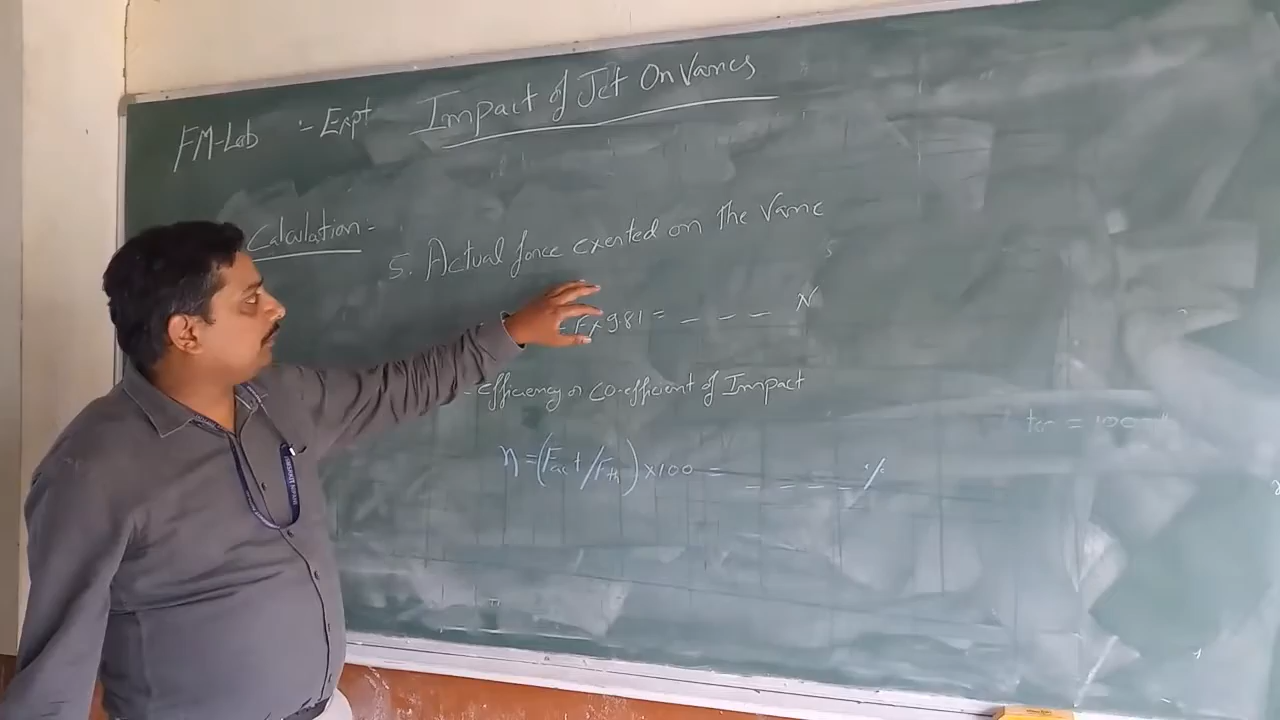 FM-Lab :- Expt Impact of Jet On Vanes
Calculation:-
5. Actual force exerted on the Vane
F×9.81 = - - - N
efficiency or Co-efficient of Impact
η = (Fact/Fth) ×100 = - - - - %